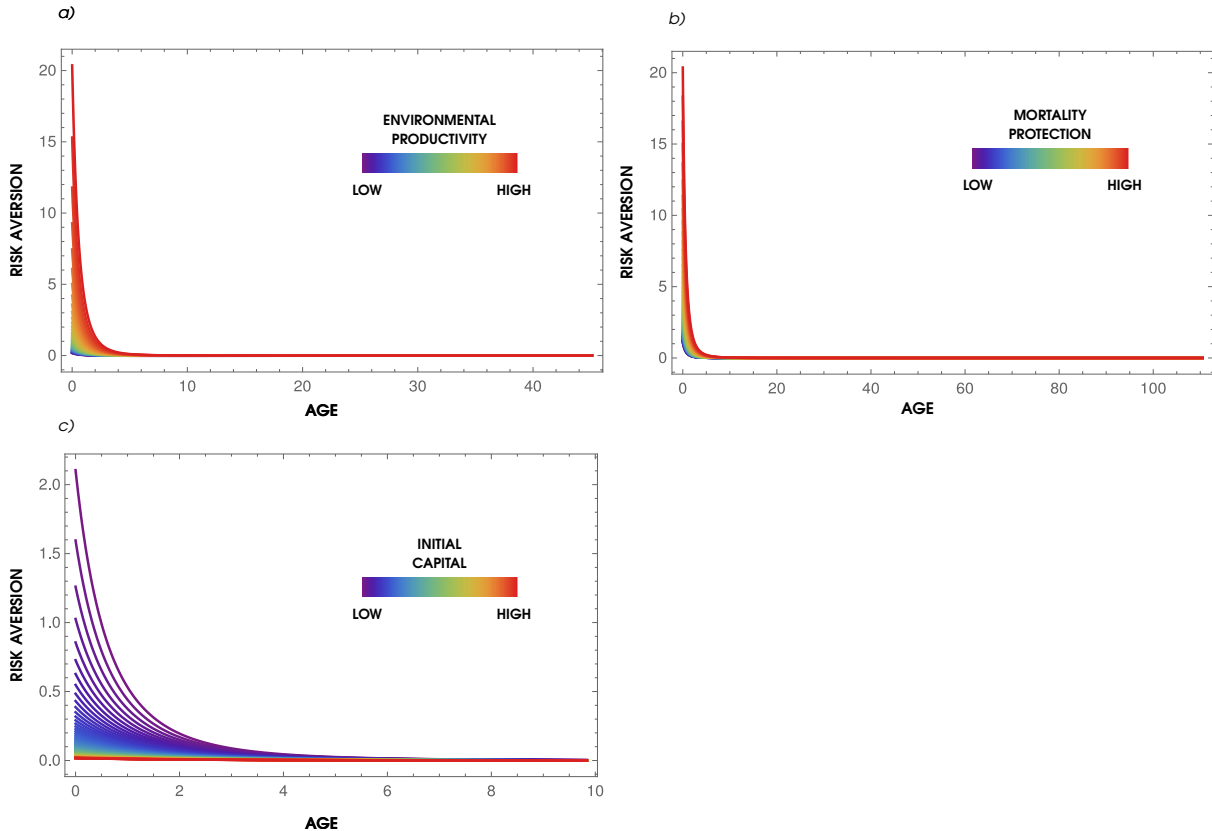 a)
20
15
10
5
0
0
10
20
30
40
RISK AVERSION
AGE
ENVIRONMENTAL
PRODUCTIVITY
LOW
HIGH
b)
20
15
10
5
0
0
20
40
60
80
100
RISK AVERSION
AGE
MORTALITY
PROTECTION
LOW
HIGH
c)
2.0
1.5
1.0
0.5
0.0
0
2
4
6
8
10
RISK AVERSION
AGE
INITIAL
CAPITAL
LOW
HIGH